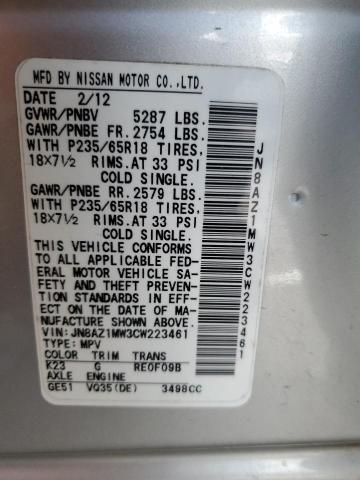 MFD BY NISSAN MOTOR CO.,LTD.
DATE 2/12
GVWR/PNBV 5287 LBS.
GAWR/PNBE FR. 2754 LBS.
WITH P235/65R18 TIRES,
18X7½ RIMS.AT 33 PSI
COLD SINGLE.
GAWR/PNBE RR. 2579 LBS.
WITH P235/65R18 TIRES,
18X7½ RIMS.AT 33 PSI
COLD SINGLE.
THIS VEHICLE CONFORMS
TO ALL APPLICABLE FED-
ERAL MOTOR VEHICLE SA-
FETY AND THEFT PREVEN-
TION STANDARDS IN EFF-
ECT ON THE DATE OF MA-
NUFACTURE SHOWN ABOVE.
VIN:JN8AZ1MW3CW223461
TYPE:MPV
COLOR TRIM TRANS
K23 G RE0F09B
AXLE ENGINE
GE51 VQ35(DE) 3498CC
JN8AZ1MW3CW223461